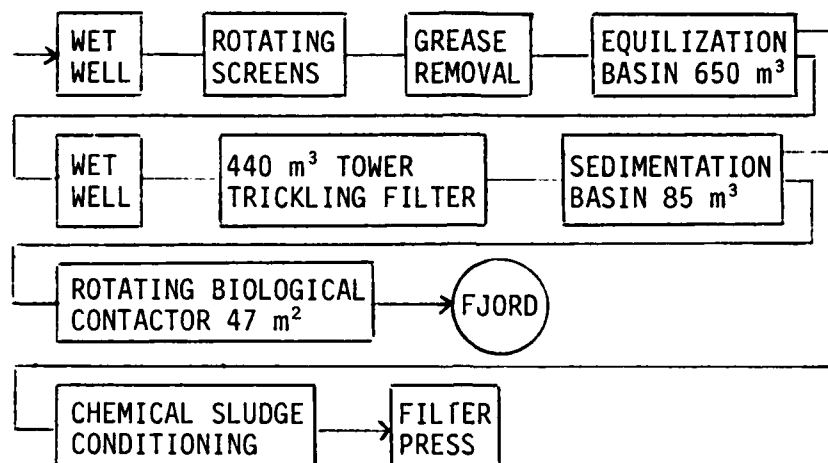 WET WELL
ROTATING SCREENS
GREASE REMOVAL
EQUILIZATION BASIN 650 m³
WET WELL
440 m³ TOWER TRICKLING FILTER
SEDIMENTATION BASIN 85 m³
ROTATING BIOLOGICAL CONTACTOR 47 m²
FJORD
CHEMICAL SLUDGE CONDITIONING
FILTER PRESS